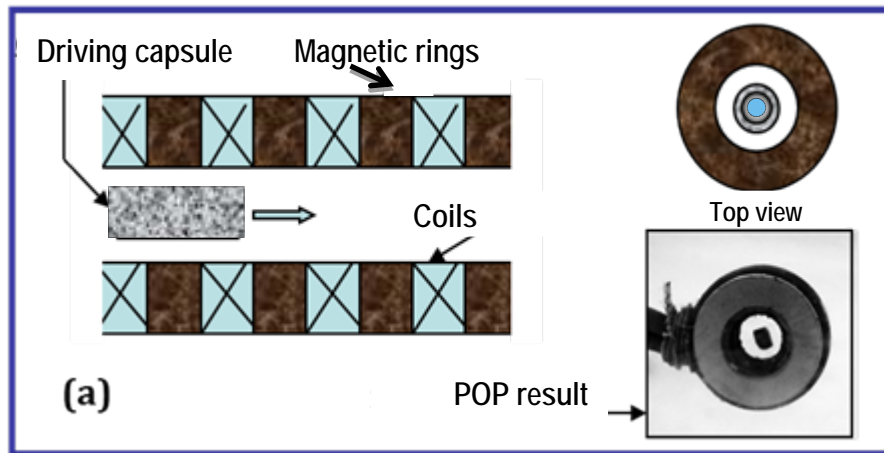 Driving capsule
Magnetic rings
Coils
Top view
POP result
(a)